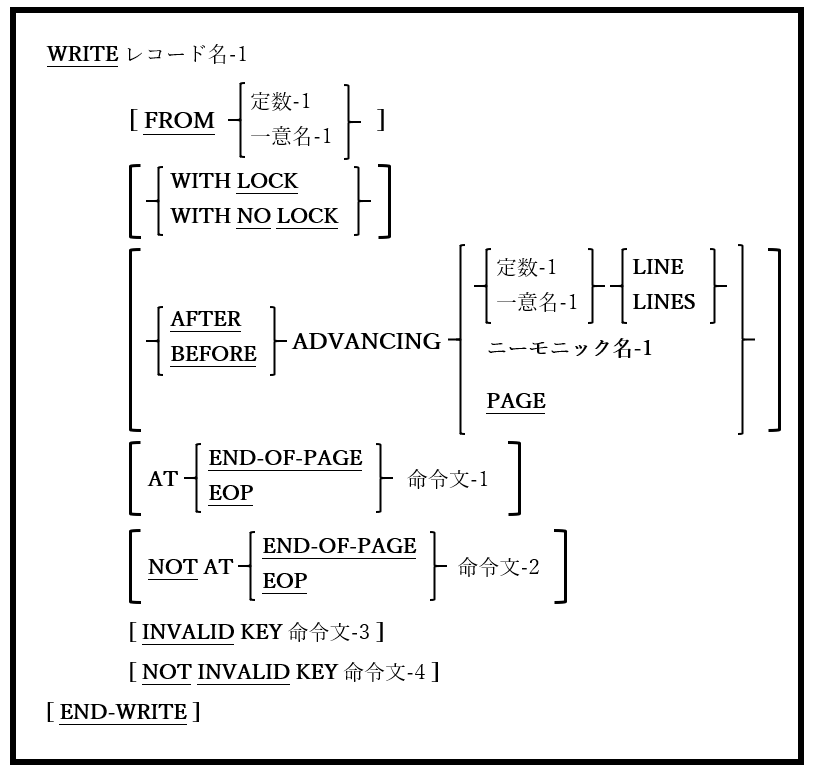 WRITE レコード名-1
定数-1
[ FROM ]
一意名-1
WITH LOCK
WITH NO LOCK
定数-1 LINE
一意名-1 LINES
AFTER
BEFORE
ADVANCING
ニーモニック名-1
PAGE
END-OF-PAGE
AT 命令文-1
EOP
END-OF-PAGE
NOT AT 命令文-2
EOP
[ INVALID KEY 命令文-3 ]
[ NOT INVALID KEY 命令文-4 ]
[ END-WRITE ]